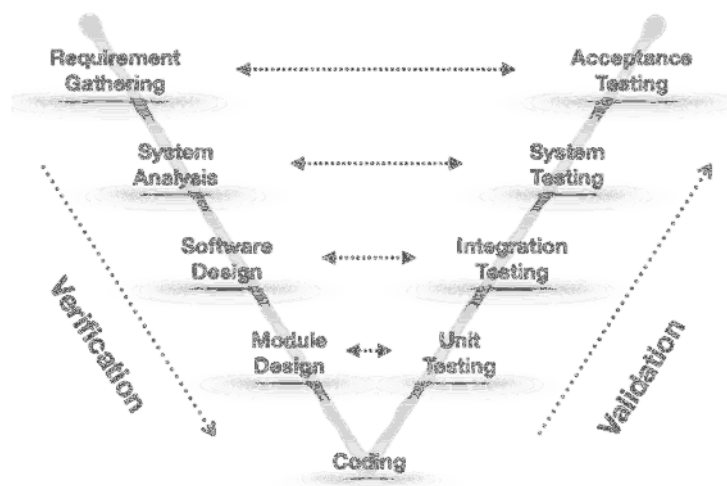 Requirement
Gathering
Acceptance
Testing
System
Analysis
System
Testing
Software
Design
Integration
Testing
Module
Design
Unit
Testing
Verification
Validation
Coding